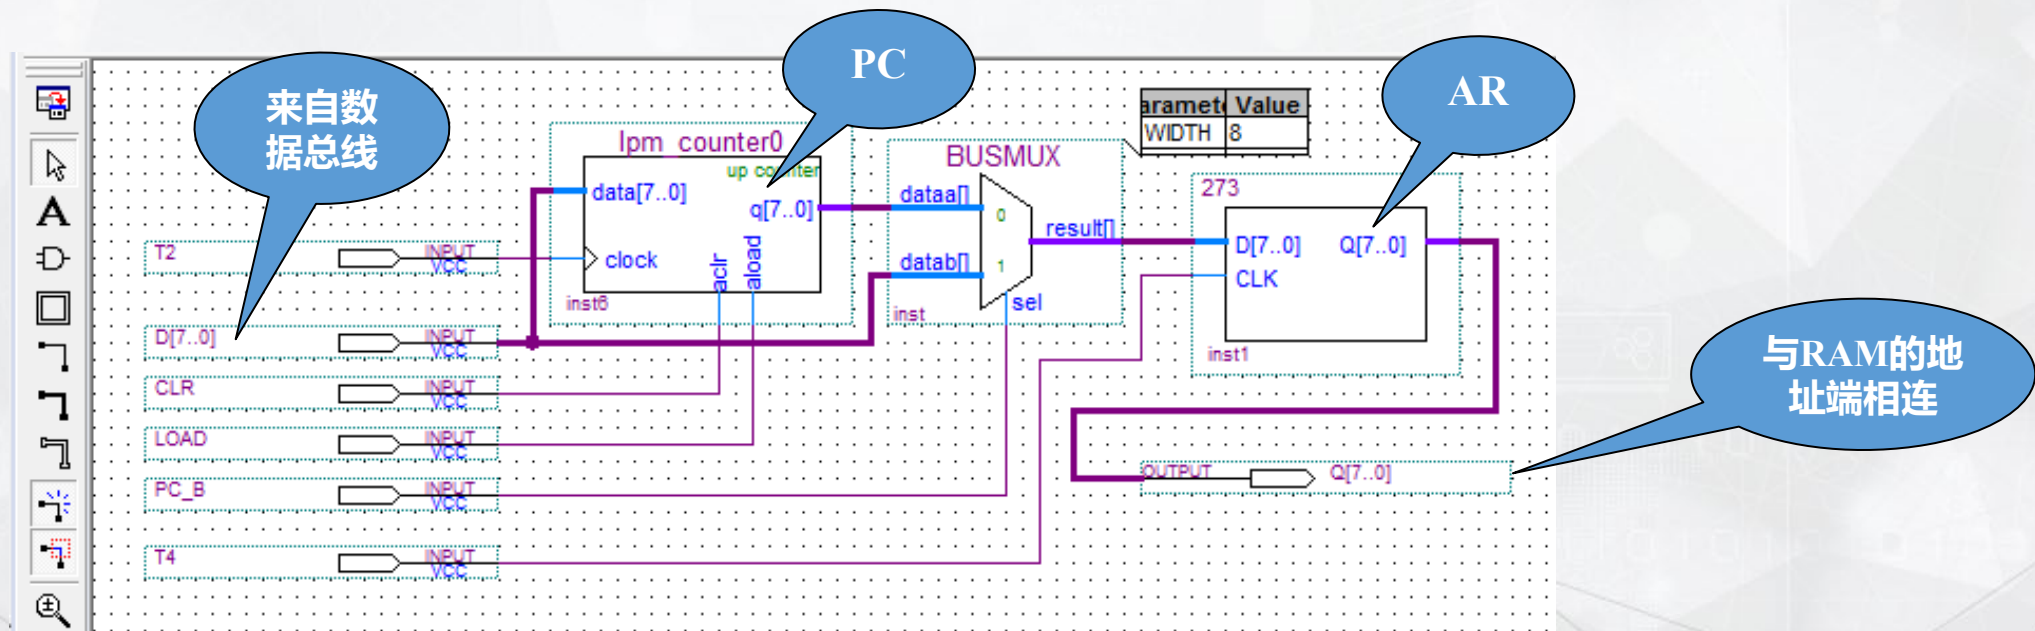 PC
AR
来自数
据总线
lpm_counter0
up counter
data[7..0]
q[7..0]
clock
aclr
aload
inst6
BUSMUX
dataa[]
0
datab[]
1
result[]
sel
inst
Value
WIDTH
8
273
D[7..0]
Q[7..0]
CLK
inst1
T2
INPUT
VCC
D[7..0]
INPUT
VCC
CLR
INPUT
VCC
LOAD
INPUT
VCC
PC_B
INPUT
VCC
T4
INPUT
VCC
OUTPUT
Q[7..0]
与RAM的地
址端相连
A